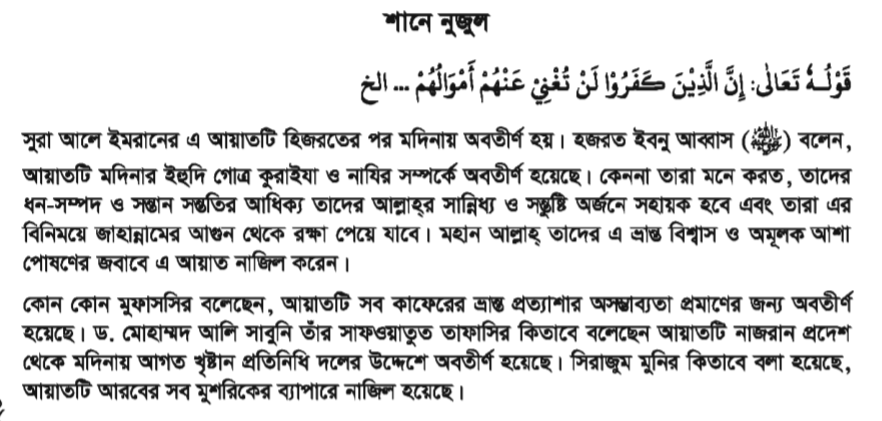 শানে নুজুল
قَوْلُـهُ تَعَالٰى: إِنَّ الَّذِيْنَ كَفَرُوْا لَنْ تُغْنِيْ عَنْهُمْ أَمْوَالُهُمْ ... الخ
সুরা আলে ইমরানের এ আয়াতটি হিজরতের পর মদিনায় অবতীর্ণ হয়। হজরত ইবনু আব্বাস () বলেন,
আয়াতটি মদিনার ইহুদি গোত্র কুরাইযা ও নাযির সম্পর্কে অবতীর্ণ হয়েছে। কেননা তারা মনে করত, তাদের
ধন-সম্পদ ও সন্তান সন্ততির আধিক্য তাদের আল্লাহ্‌র সান্নিধ্য ও সন্তুষ্টি অর্জনে সহায়ক হবে এবং তারা এর
বিনিময়ে জাহান্নামের আগুন থেকে রক্ষা পেয়ে যাবে। মহান আল্লাহ্ তাদের এ ভ্রান্ত বিশ্বাস ও অমূলক আশা
পোষণের জবাবে এ আয়াত নাজিল করেন।
কোন কোন মুফাসসির বলেছেন, আয়াতটি সব কাফেরের ভ্রান্ত প্রত্যাশার অসম্ভাব্যতা প্রমাণের জন্য অবতীর্ণ
হয়েছে। ড. মোহাম্মদ আলি সাবুনি তাঁর সাফওয়াতুত তাফাসির কিতাবে বলেছেন আয়াতটি নাজরান প্রদেশ
থেকে মদিনায় আগত খৃষ্টান প্রতিনিধি দলের উদ্দেশে অবতীর্ণ হয়েছে। সিরাজুম মুনির কিতাবে বলা হয়েছে,
আয়াতটি আরবের সব মুশরিকের ব্যাপারে নাজিল হয়েছে।